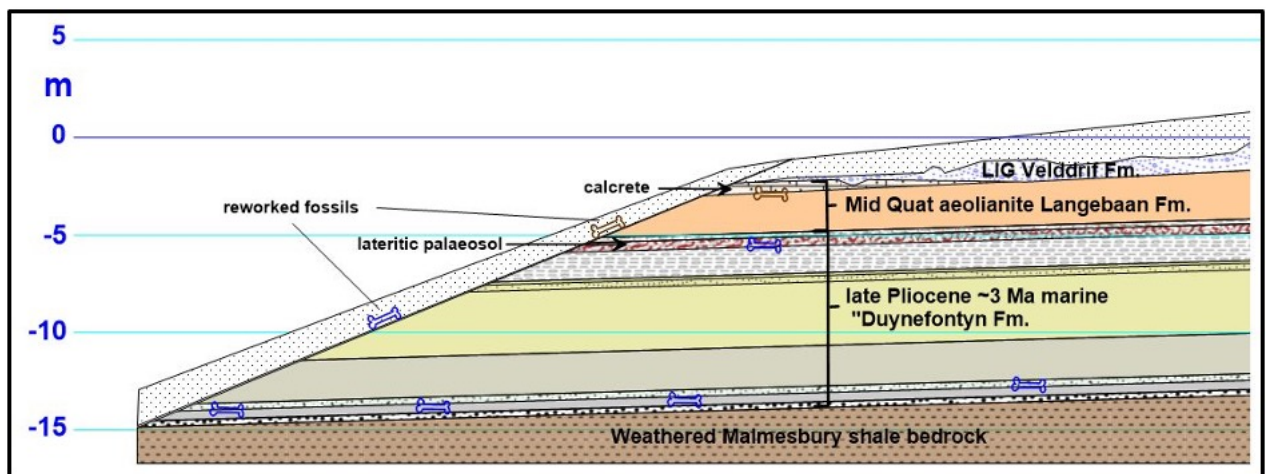 5
m
0
LIG Velddrif Fm.
calcrete
Mid Quat aeolianite Langebaan Fm.
reworked fossils
-5
lateritic palaeosol
late Pliocene ~3 Ma marine
"Duynefontyn Fm.
-10
-15
Weathered Malmesbury shale bedrock